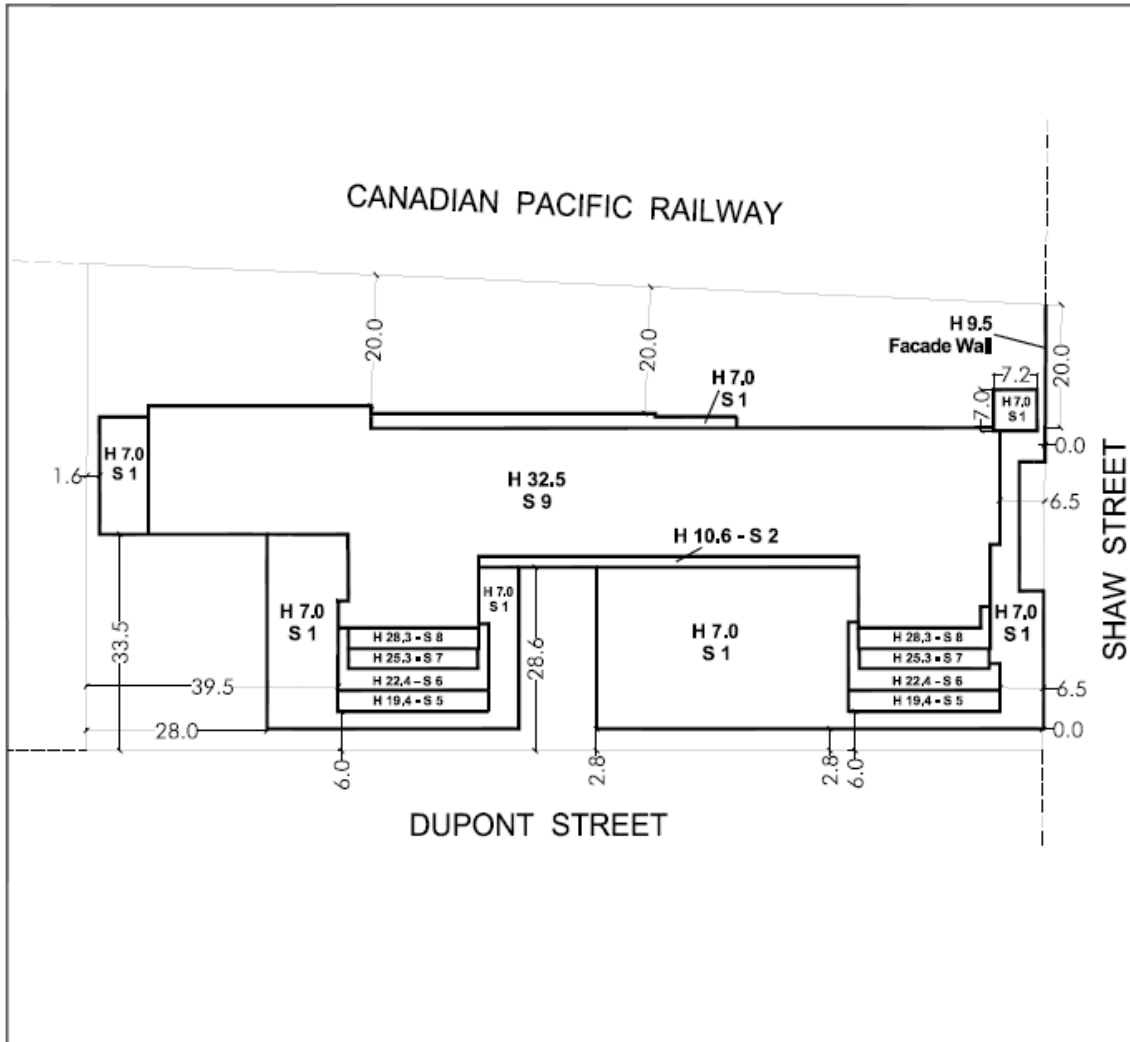 CANADIAN PACIFIC RAILWAY
20.0
20.0
H 9.5
Facade Wall
20.0
7.2
H 7.0
S 1
7.0
H 7.0
S 1
0.0
H 7.0
S 1
1.6
H 32.5
S 9
6.5
SHAW STREET
H 10.6 - S 2
H 7.0
S 1
H 7.0
S 1
H 7.0
S 1
H 7.0
S 1
33.5
28.6
H 28.3 - S 8
H 25.3 - S 7
H 22.4 - S 6
H 19.4 - S 5
H 28.3 - S 8
H 25.3 - S 7
H 22.4 - S 6
H 19.4 - S 5
39.5
6.5
28.0
0.0
6.0
2.8
2.8
6.0
DUPONT STREET